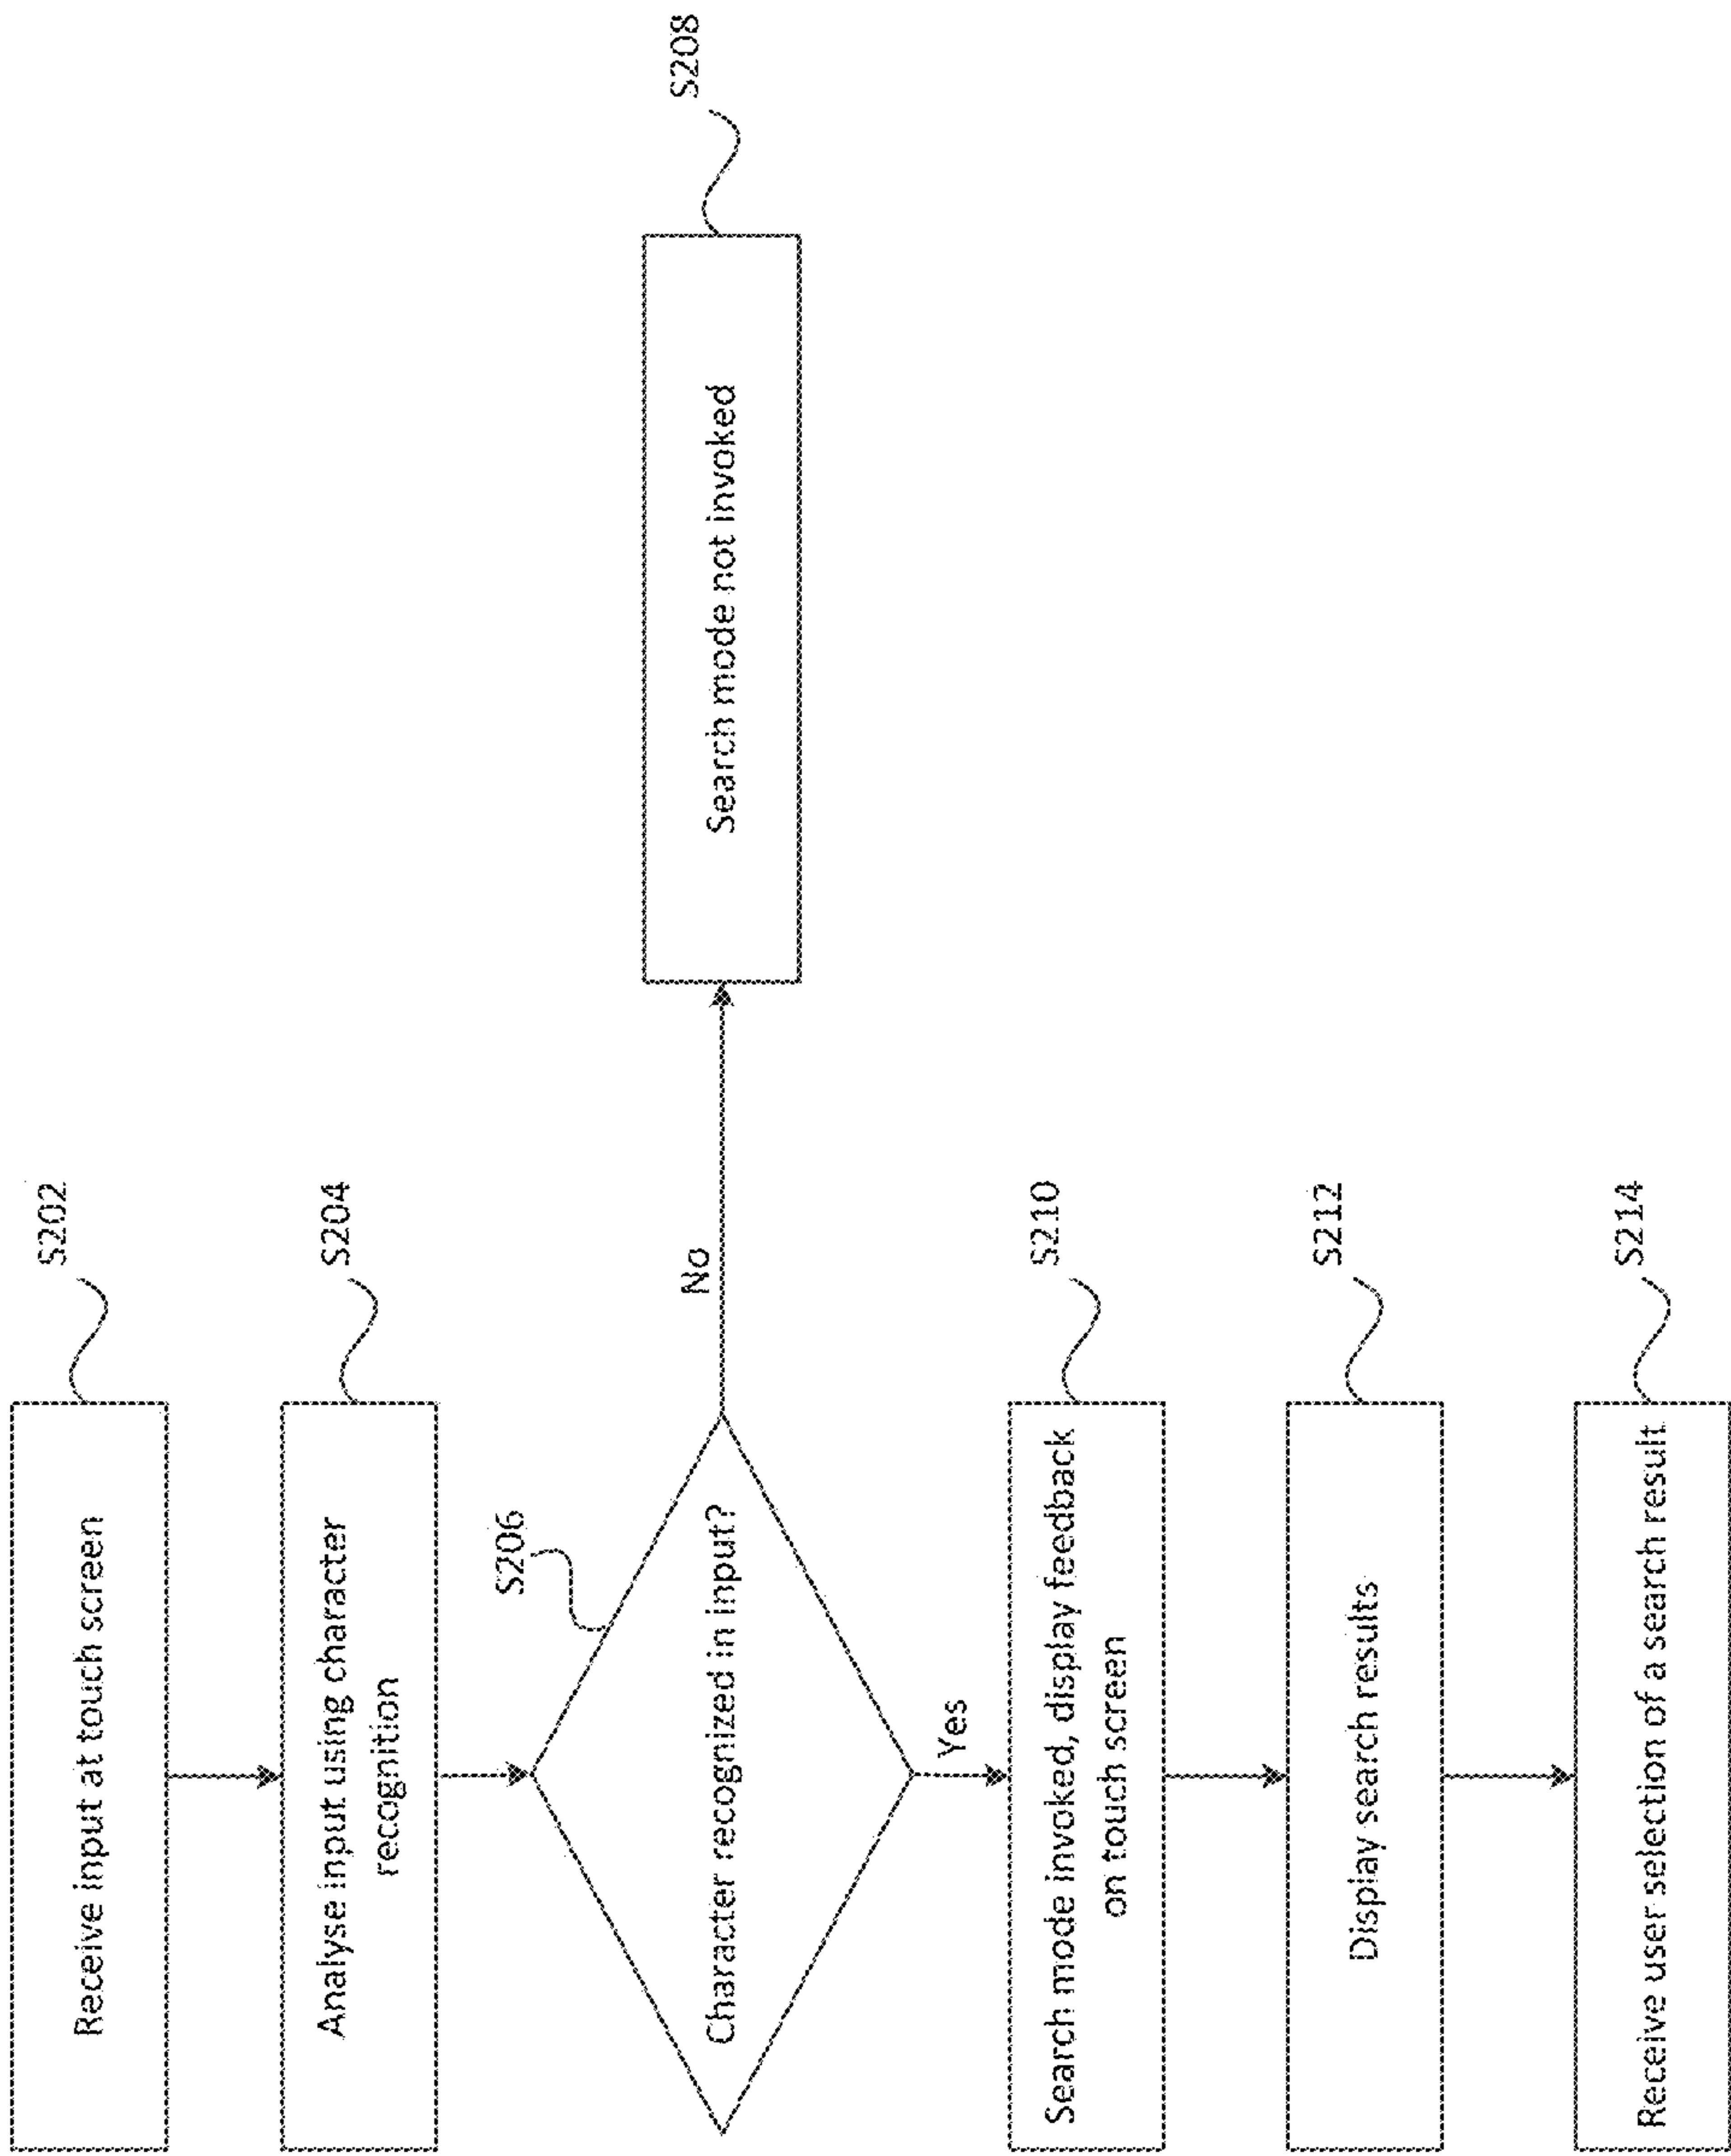 Receive input at touch screen
S202
Analyse input using character
recognition
S204
S206
Character recognized in input?
No
Search mode not invoked
S208
Yes
Search mode invoked, display feedback
on touch screen
S210
Display search results
S212
Receive user selection of a search result
S214